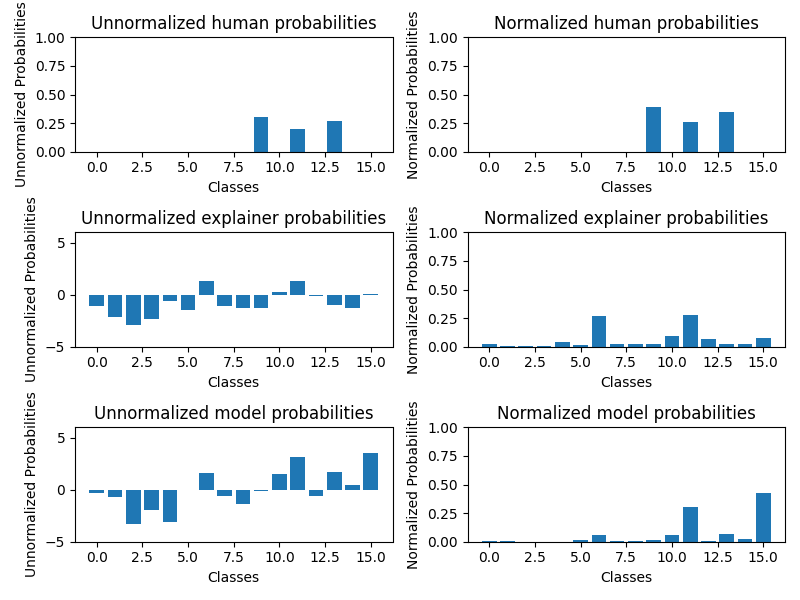 Unnormalized human probabilities
Unnormalized Probabilities
1.00
0.75
0.50
0.25
0.00
0.0 2.5 5.0 7.5 10.0 12.5 15.0
Classes
Normalized human probabilities
Normalized Probabilities
1.00
0.75
0.50
0.25
0.00
0.0 2.5 5.0 7.5 10.0 12.5 15.0
Classes
Unnormalized explainer probabilities
Unnormalized Probabilities
5
0
−5
0.0 2.5 5.0 7.5 10.0 12.5 15.0
Classes
Normalized explainer probabilities
Normalized Probabilities
1.00
0.75
0.50
0.25
0.00
0.0 2.5 5.0 7.5 10.0 12.5 15.0
Classes
Unnormalized model probabilities
Unnormalized Probabilities
5
0
−5
0.0 2.5 5.0 7.5 10.0 12.5 15.0
Classes
Normalized model probabilities
Normalized Probabilities
1.00
0.75
0.50
0.25
0.00
0.0 2.5 5.0 7.5 10.0 12.5 15.0
Classes